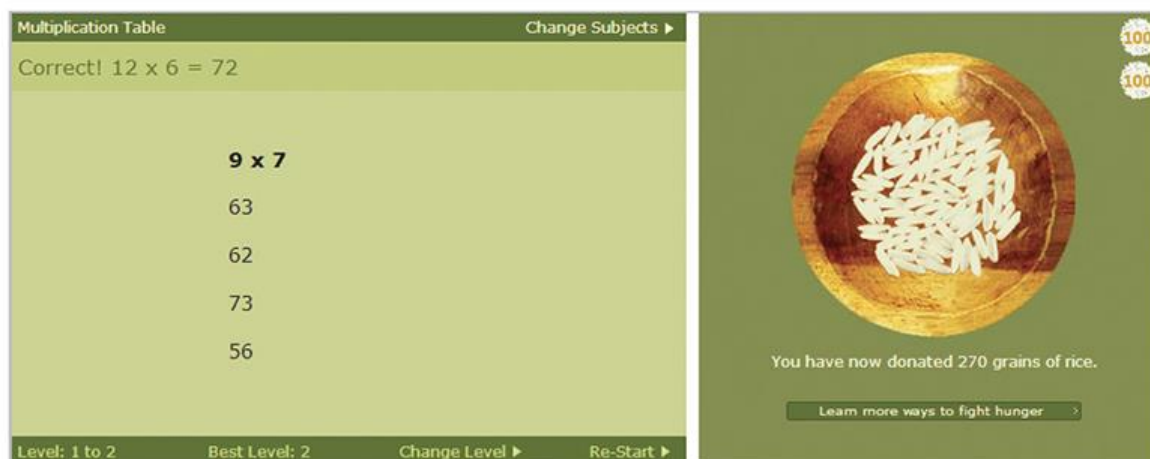 Multiplication Table
Change Subjects
Correct! 12 x 6 = 72
9 x 7
63
62
73
56
Level: 1 to 2
Best Level: 2
Change Level
Re-Start
100
100
You have now donated 270 grains of rice.
Learn more ways to fight hunger